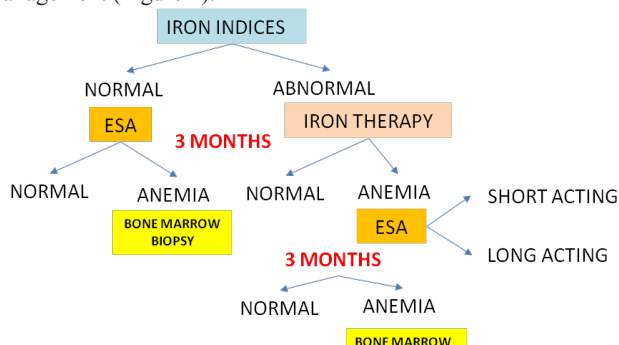 IRON INDICES
NORMAL
ABNORMAL
ESA
IRON THERAPY
3 MONTHS
NORMAL
ANEMIA
NORMAL
ANEMIA
SHORT ACTING
BONE MARROW
BIOPSY
ESA
LONG ACTING
3 MONTHS
NORMAL
ANEMIA
BONE MARROW